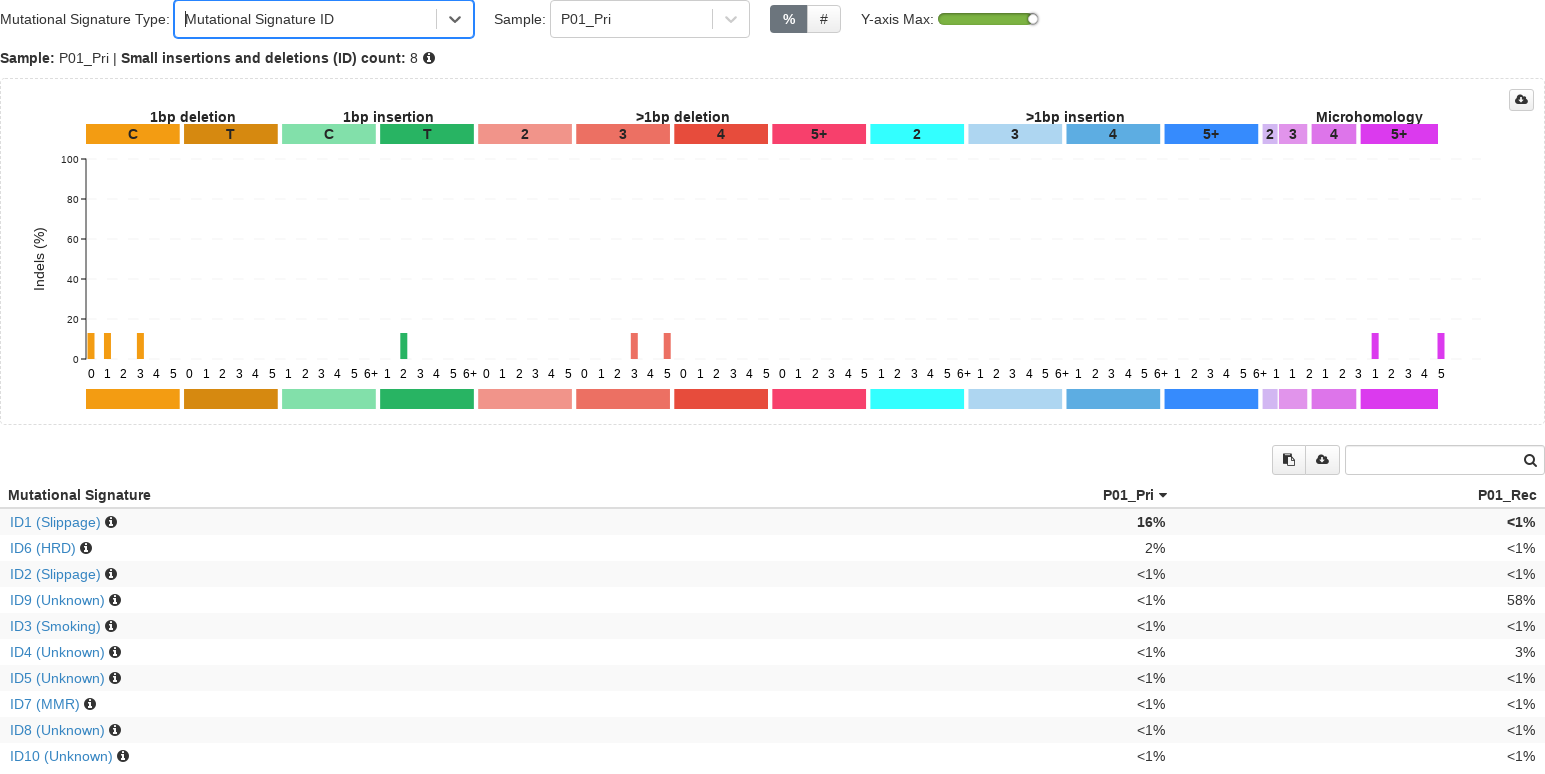 Mutational Signature Type: Mutational Signature ID Sample: P01_Pri % # Y-axis Max:
Sample: P01_Pri | Small insertions and deletions (ID) count: 8
1bp deletion 1bp insertion >1bp deletion >1bp insertion Microhomology
C T C T 2 3 4 5+ 2 3 4 5+ 2 3 4 5+
100
80
60
40
20
0
Indels (%)
0 1 2 3 4 5 0 1 2 3 4 5 1 2 3 4 5 6+ 1 2 3 4 5 6+ 0 1 2 3 4 5 0 1 2 3 4 5 0 1 2 3 4 5 0 1 2 3 4 5 1 2 3 4 5 6+ 1 2 3 4 5 6+ 1 2 3 4 5 6+ 1 2 3 4 5 6+ 1 1 2 1 2 3 1 2 3 4 5
Mutational Signature P01_Pri P01_Rec
ID1 (Slippage) 16% <1%
ID6 (HRD) 2% <1%
ID2 (Slippage) <1% <1%
ID9 (Unknown) <1% 58%
ID3 (Smoking) <1% <1%
ID4 (Unknown) <1% 3%
ID5 (Unknown) <1% <1%
ID7 (MMR) <1% <1%
ID8 (Unknown) <1% <1%
ID10 (Unknown) <1% <1%